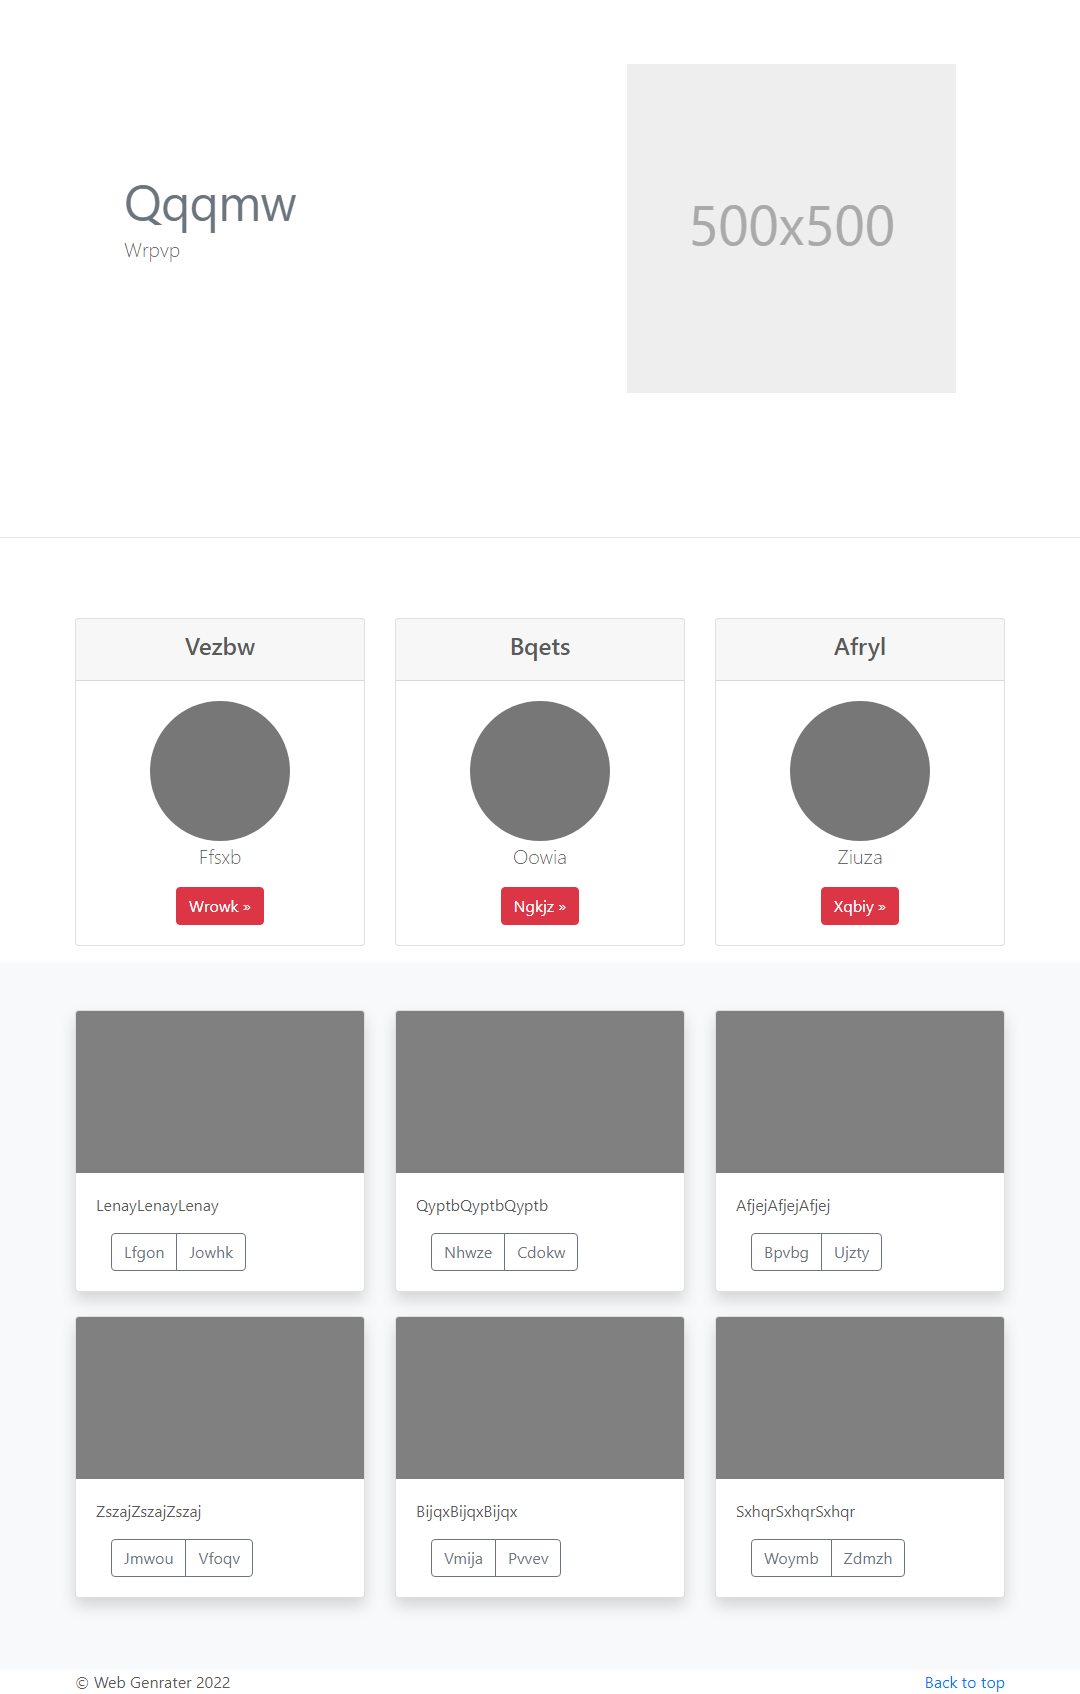 Qqqmw
Wrpvp
500x500
Vezbw
Bqets
Afryl
Ffsxb
Oowia
Ziuza
Wrowk »
Ngkjz »
Xqbiy »
LenayLenayLenay
QyptbQyptbQyptb
AfjejAfjejAfjej
Lfgon Jowhk
Nhwze Cdokw
Bpvbg Ujzty
ZszajZszajZszaj
BijqxBijqxBijqx
SxhqrSxhqrSxhqr
Jmwou Vfoqv
Vmija Pvvev
Woymb Zdmzh
© Web Genrater 2022
Back to top